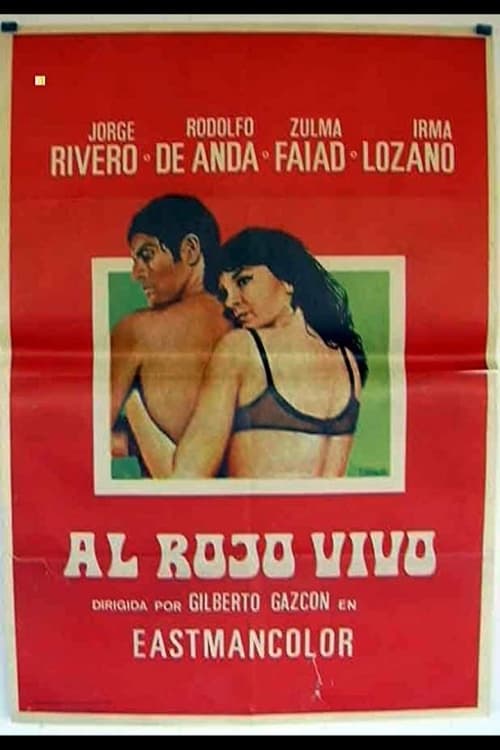 JORGE RODOLFO ZULMA IRMA
RIVERO • DE ANDA • FAIAD • LOZANO
AL ROJO VIVO
DIRIGIDA POR GILBERTO GAZCON EN
EASTMANCOLOR